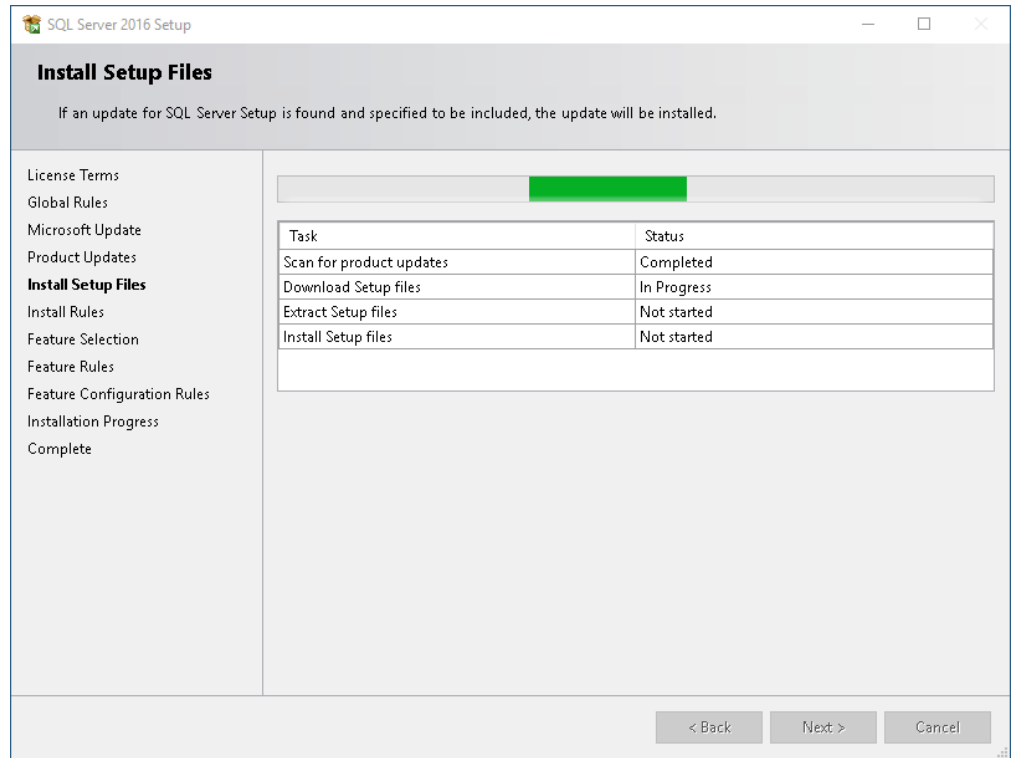 SQL Server 2016 Setup
Install Setup Files
If an update for SQL Server Setup is found and specified to be included, the update will be installed.
License Terms
Global Rules
Microsoft Update
Product Updates
Install Setup Files
Install Rules
Feature Selection
Feature Rules
Feature Configuration Rules
Installation Progress
Complete
Task Status
Scan for product updates Completed
Download Setup files In Progress
Extract Setup files Not started
Install Setup files Not started
< Back Next > Cancel